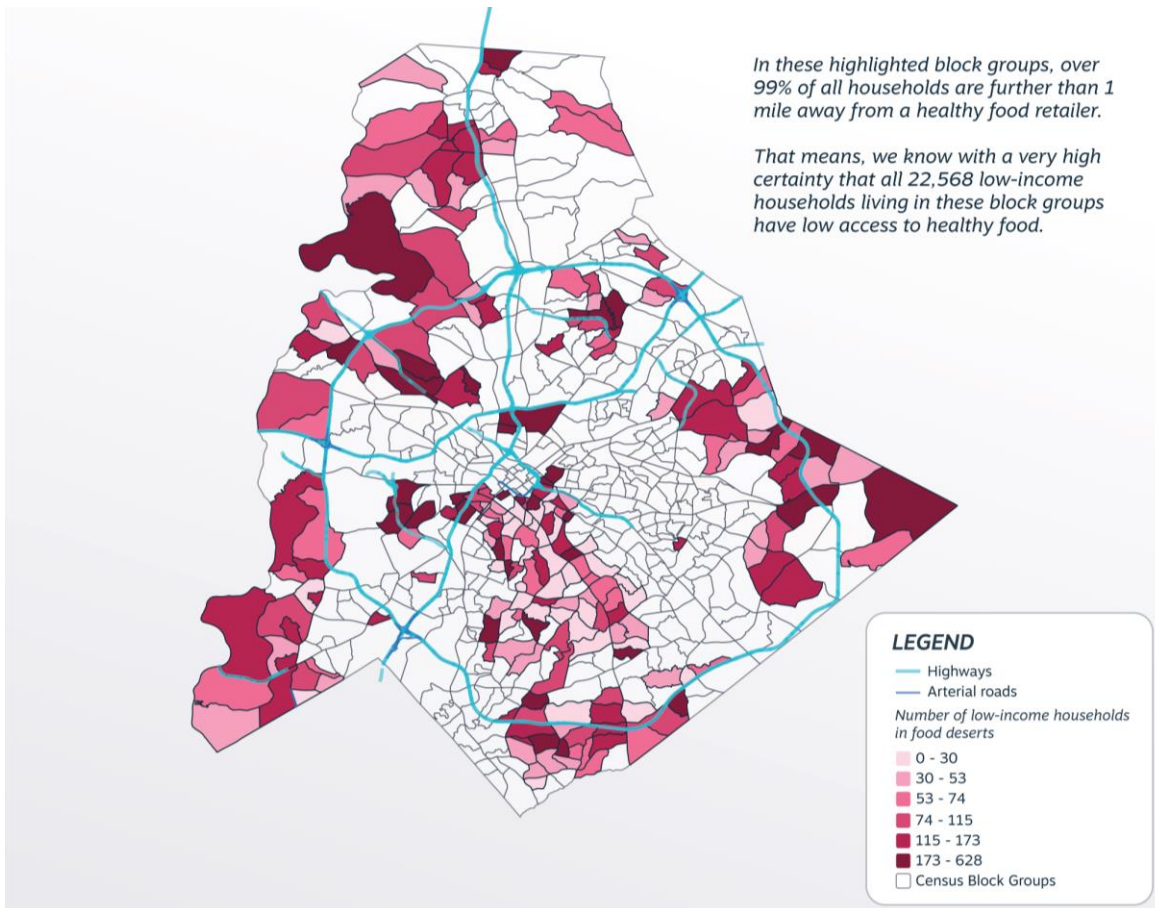 In these highlighted block groups, over
99% of all households are further than 1
mile away from a healthy food retailer.
That means, we know with a very high
certainty that all 22,568 low-income
households living in these block groups
have low access to healthy food.
LEGEND
Highways
Arterial roads
Number of low-income households
in food deserts
0 - 30
30 - 53
53 - 74
74 - 115
115 - 173
173 - 628
Census Block Groups